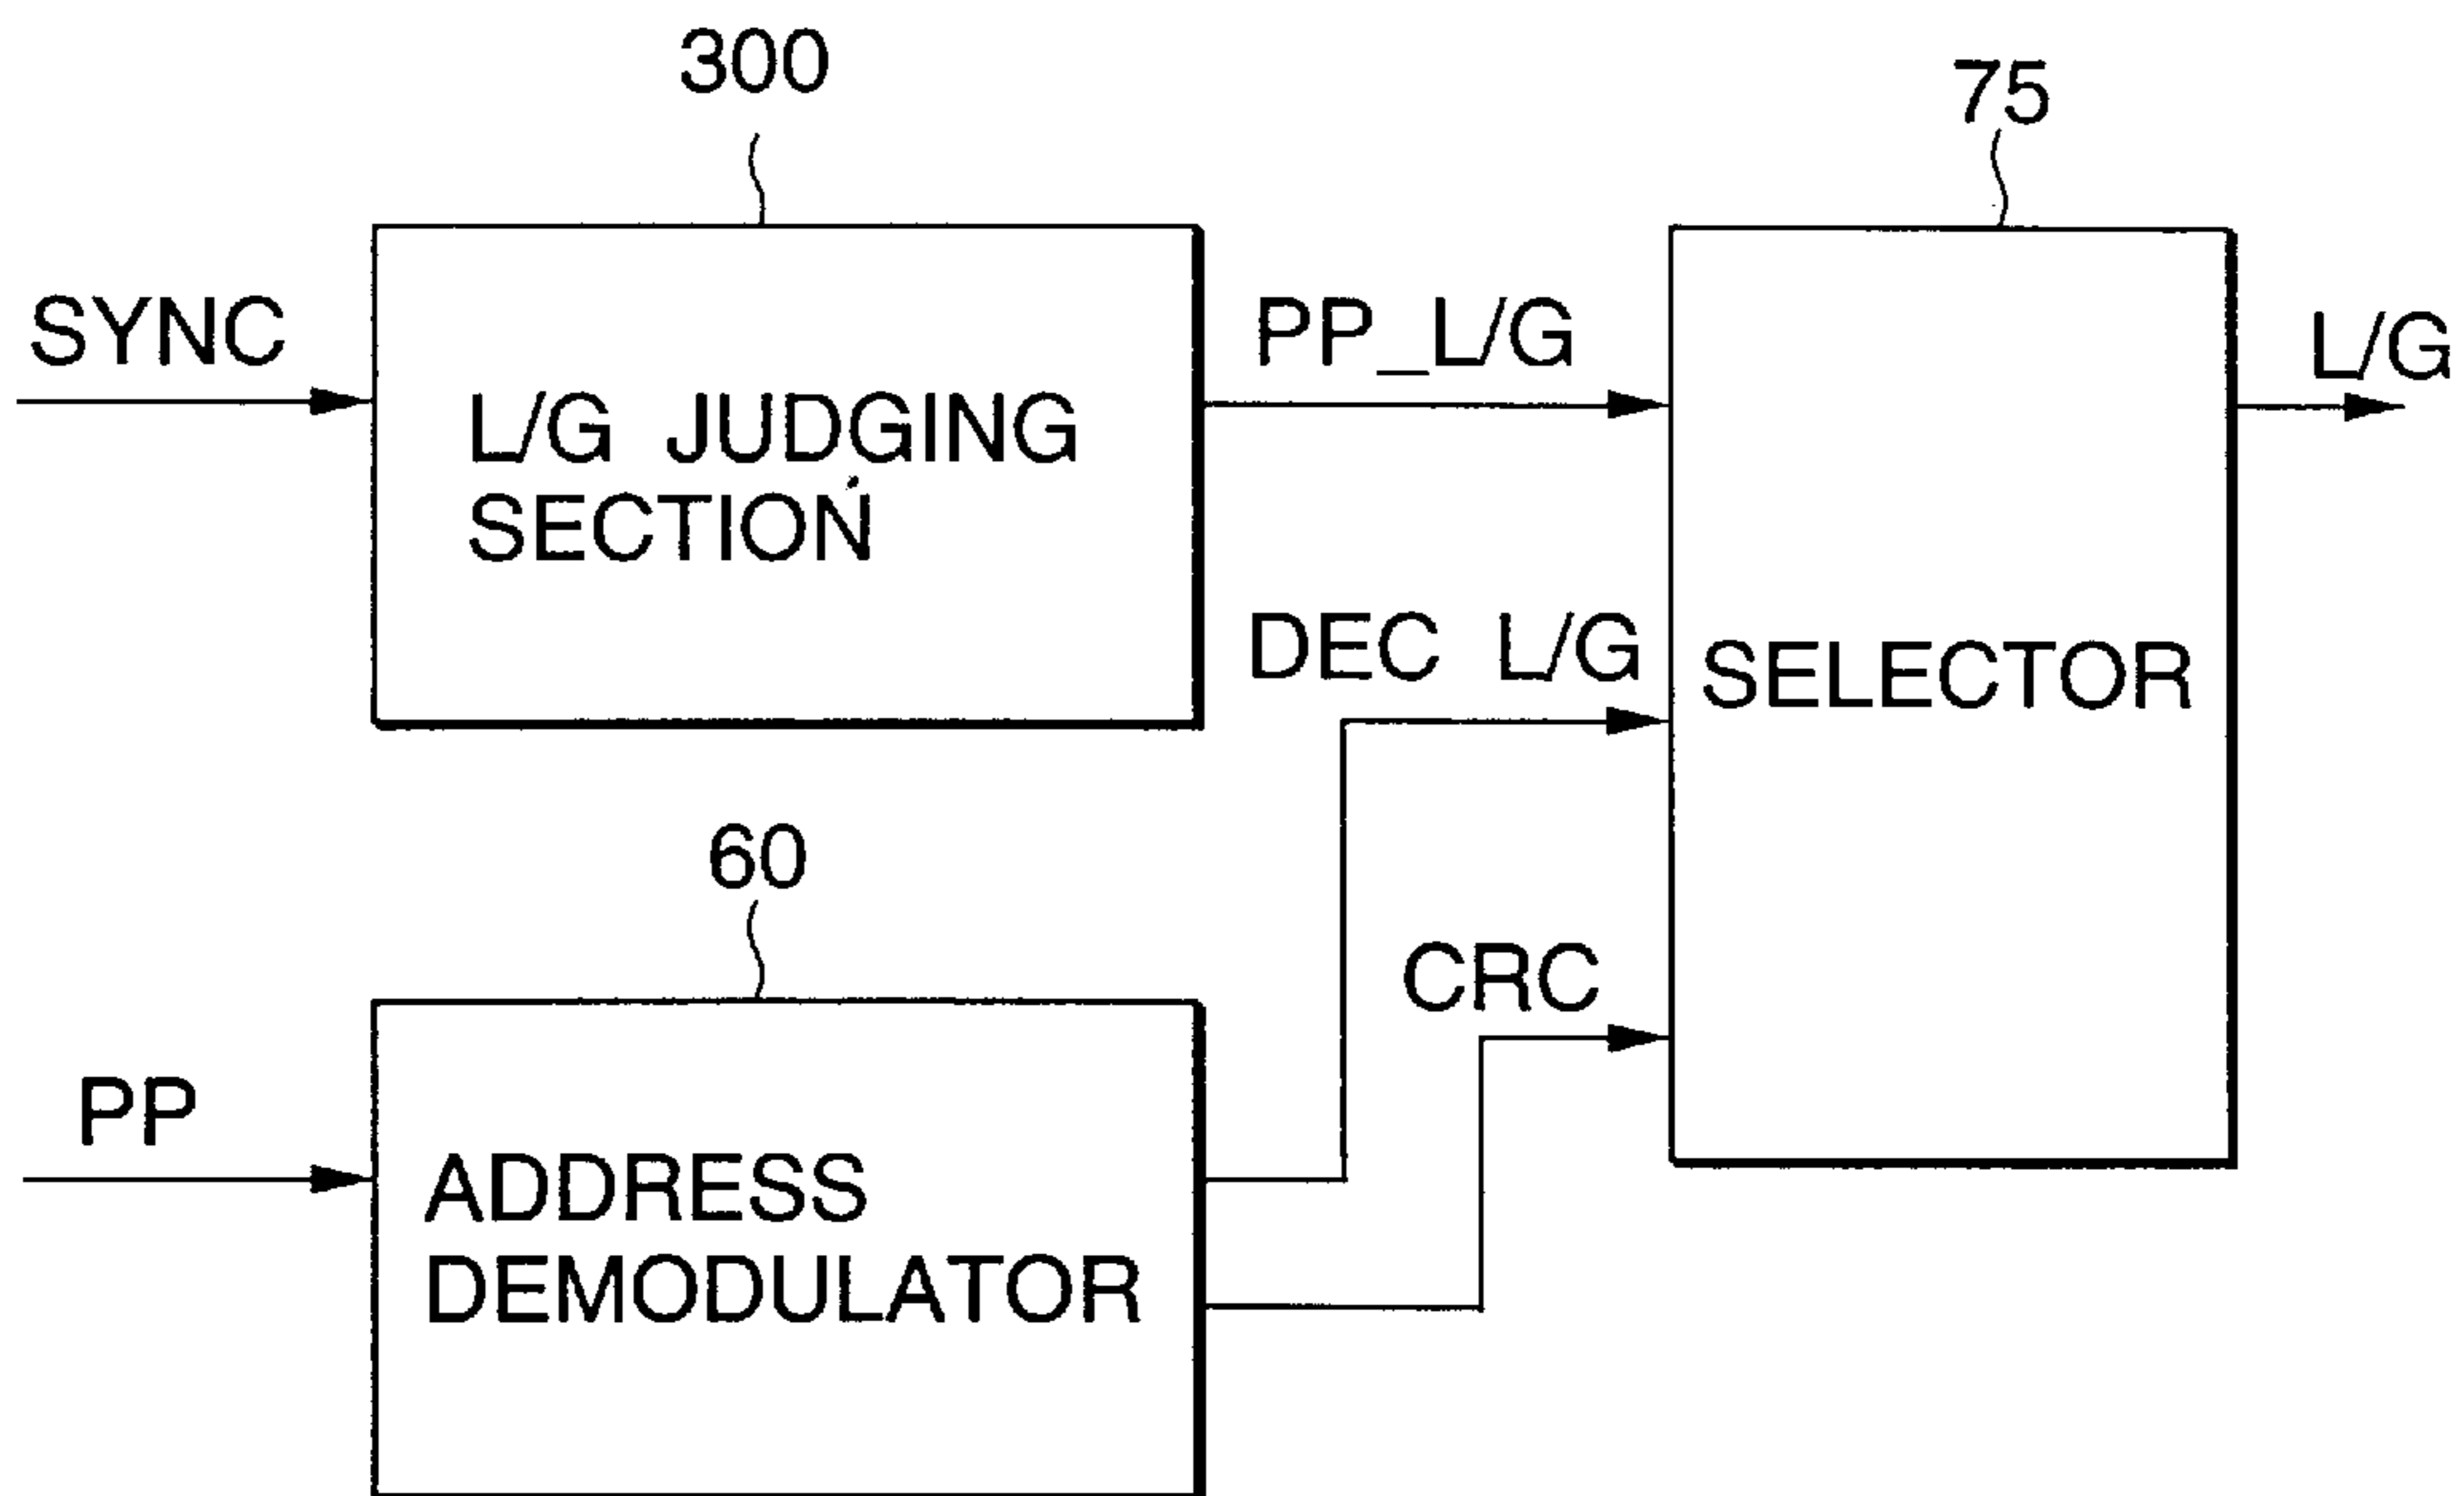 300
75
SYNC
L/G JUDGING
SECTION
PP_L/G
L/G
DEC L/G
SELECTOR
60
CRC
PP
ADDRESS
DEMODULATOR